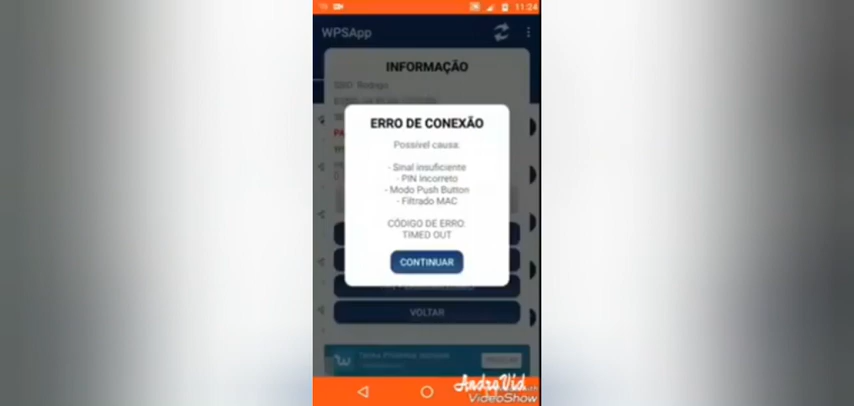 11:24
WPSApp
INFORMAÇÃO
SSID: Rodrigo
ERRO DE CONEXÃO
Possível causa:
- Sinal insuficiente
- PIN Incorreto
- Modo Push Button
- Filtrado MAC
CÓDIGO DE ERRO:
TIMED OUT
CONTINUAR
VOLTAR
AndroVid
VideoShow